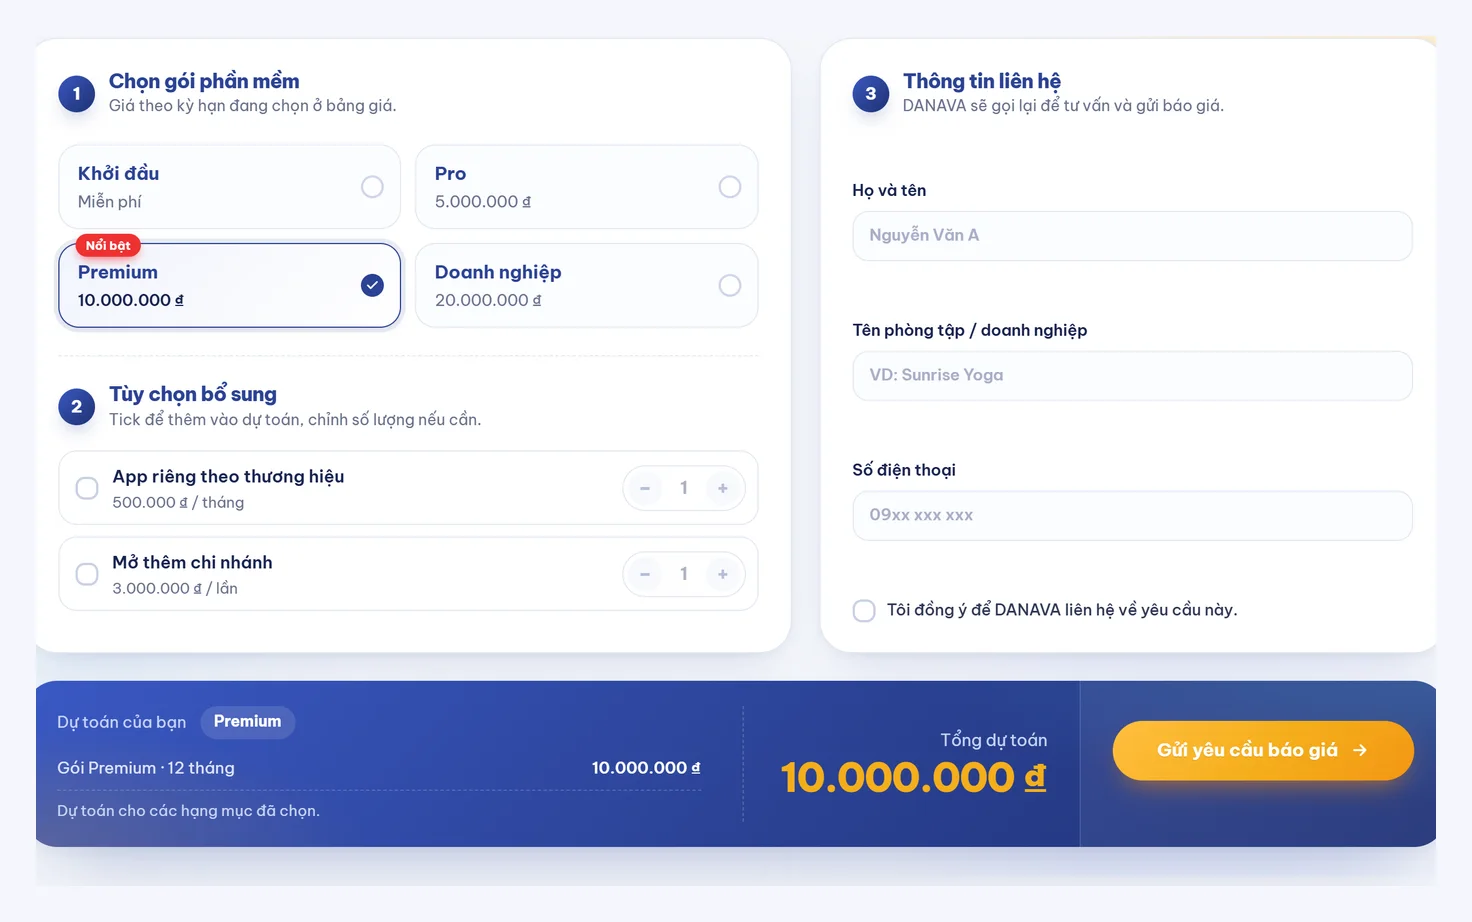 1
Chọn gói phần mềm
Giá theo kỳ hạn đang chọn ở bảng giá.
Khởi đầu
Miễn phí
Pro
5.000.000 ₫
Nổi bật
Premium
10.000.000 ₫
Doanh nghiệp
20.000.000 ₫
2
Tùy chọn bổ sung
Tick để thêm vào dự toán, chỉnh số lượng nếu cần.
App riêng theo thương hiệu
500.000 ₫ / tháng
− 1 +
Mở thêm chi nhánh
3.000.000 ₫ / lần
− 1 +
3
Thông tin liên hệ
DANAVA sẽ gọi lại để tư vấn và gửi báo giá.
Họ và tên
Nguyễn Văn A
Tên phòng tập / doanh nghiệp
VD: Sunrise Yoga
Số điện thoại
09xx xxx xxx
Tôi đồng ý để DANAVA liên hệ về yêu cầu này.
Dự toán của bạn Premium
Gói Premium · 12 tháng 10.000.000 ₫
Dự toán cho các hạng mục đã chọn.
Tổng dự toán
10.000.000 ₫
Gửi yêu cầu báo giá →